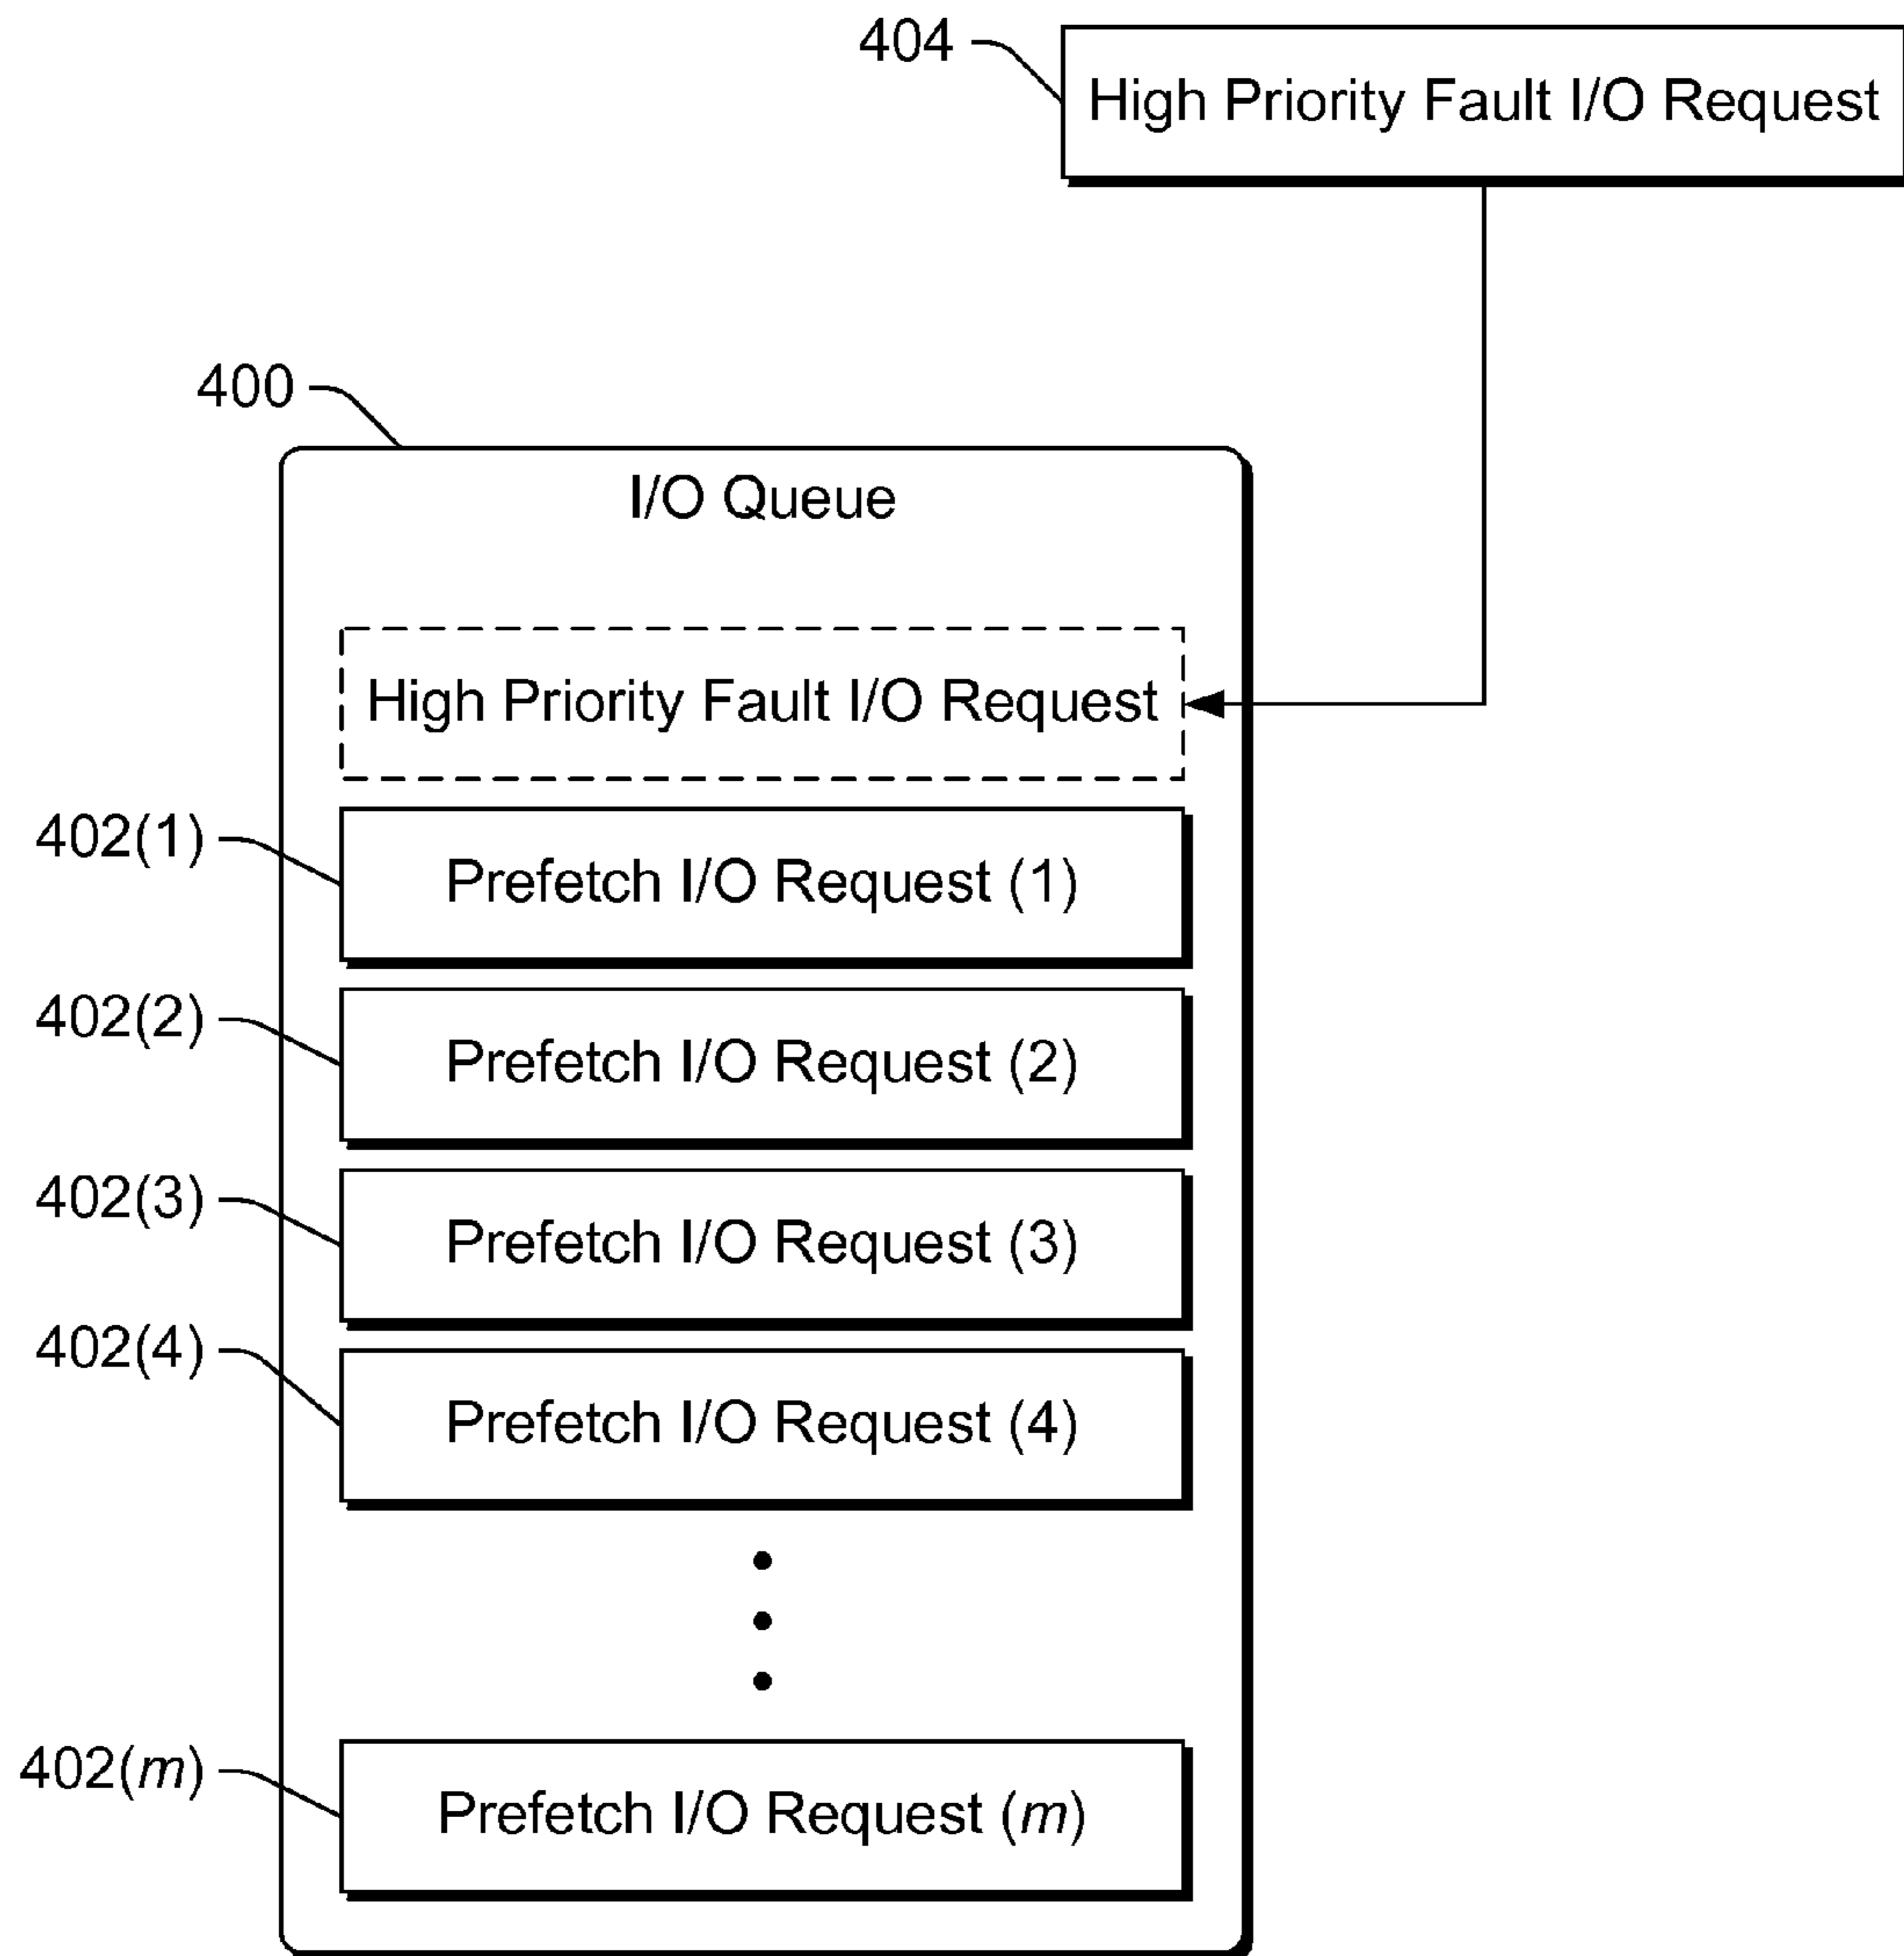 404
High Priority Fault I/O Request
400
I/O Queue
High Priority Fault I/O Request
402(1)
Prefetch I/O Request (1)
402(2)
Prefetch I/O Request (2)
402(3)
Prefetch I/O Request (3)
402(4)
Prefetch I/O Request (4)
402(m)
Prefetch I/O Request (m)